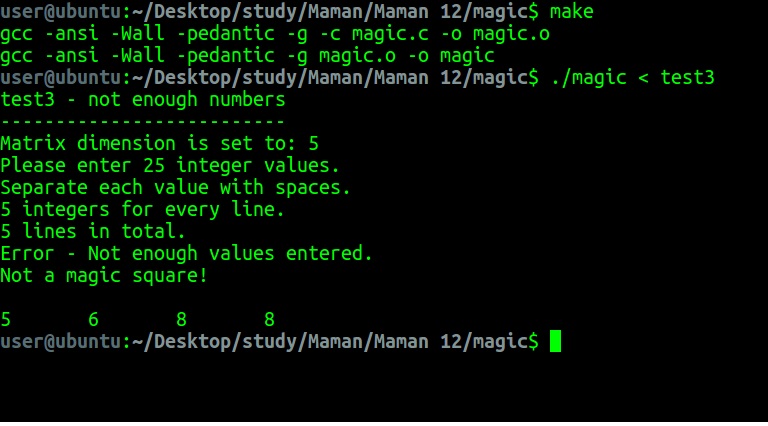 user@ubuntu:~/Desktop/study/Maman/Maman 12/magic$ make
gcc -ansi -Wall -pedantic -g -c magic.c -o magic.o
gcc -ansi -Wall -pedantic -g magic.o -o magic
user@ubuntu:~/Desktop/study/Maman/Maman 12/magic$ ./magic < test3
test3 - not enough numbers
-------------------------
Matrix dimension is set to: 5
Please enter 25 integer values.
Separate each value with spaces.
5 integers for every line.
5 lines in total.
Error - Not enough values entered.
Not a magic square!
5       6       8       8
user@ubuntu:~/Desktop/study/Maman/Maman 12/magic$